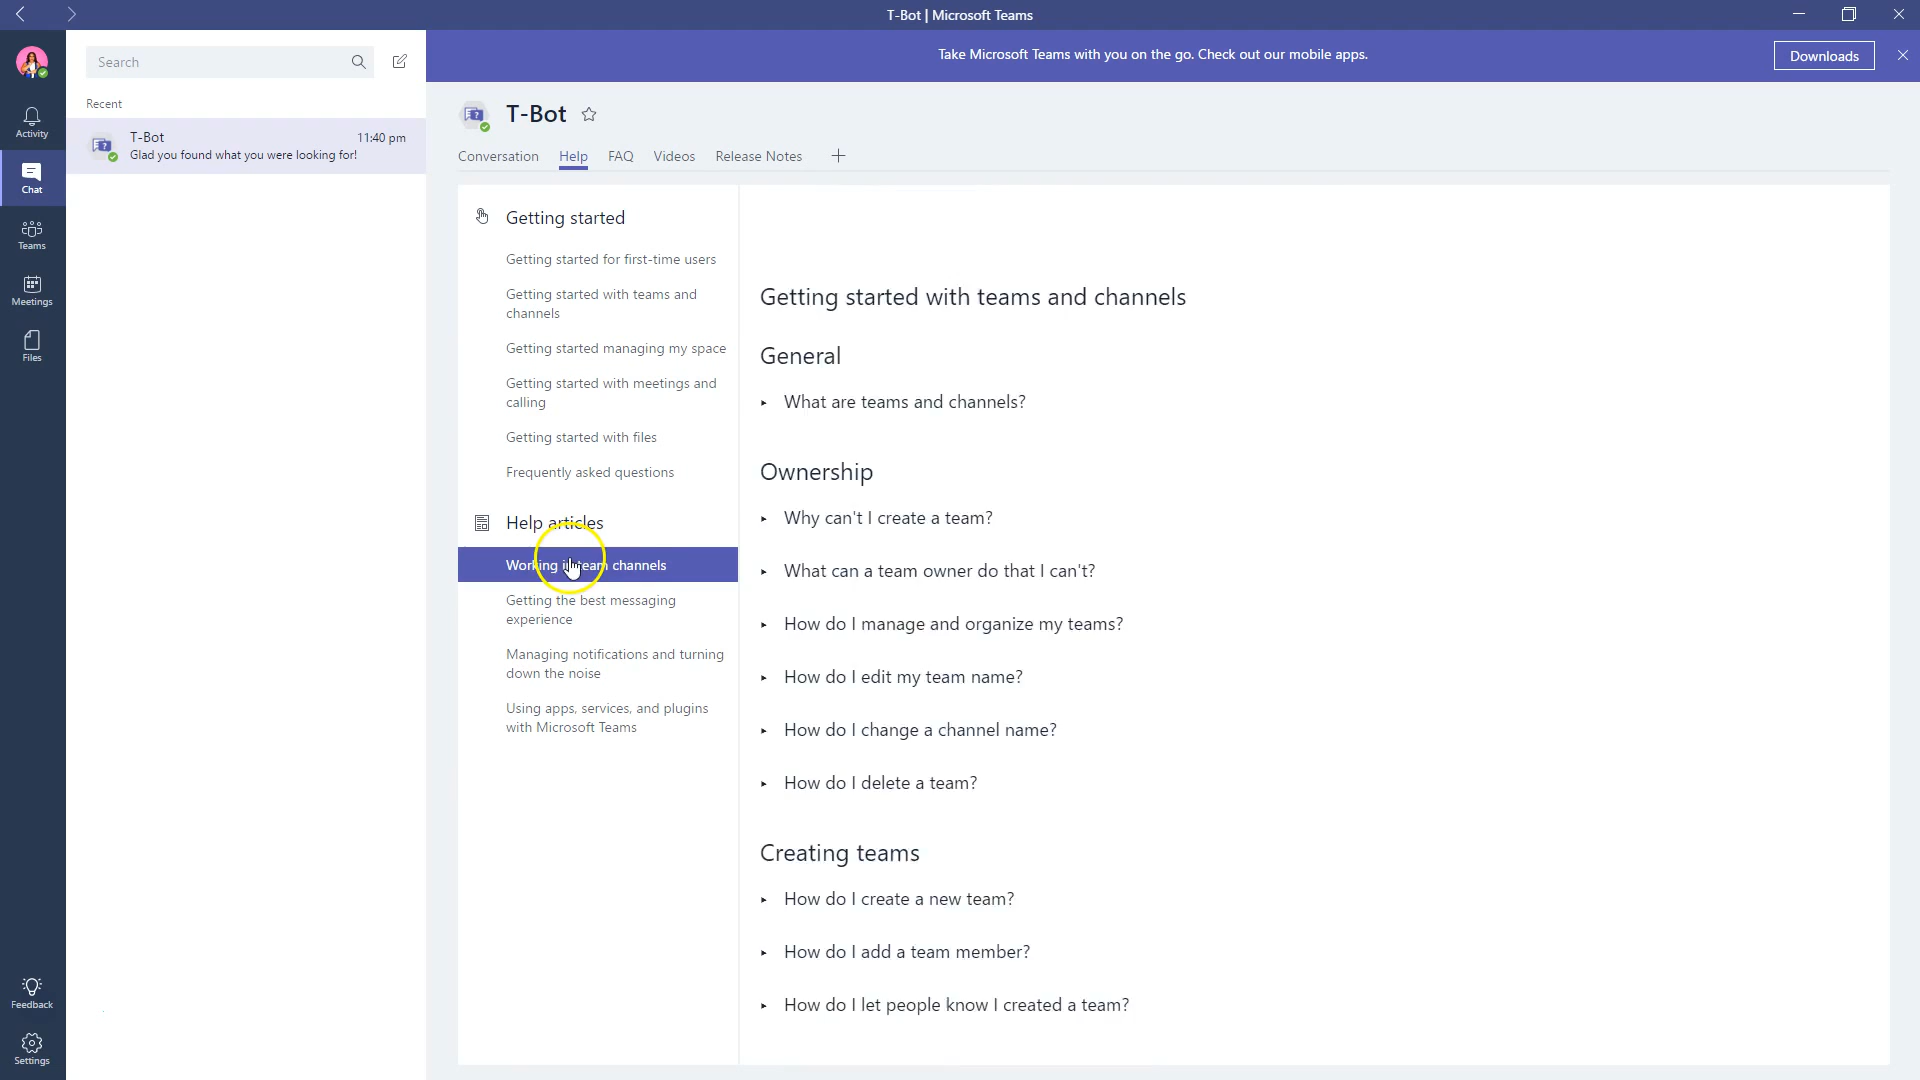 T-Bot | Microsoft Teams
Take Microsoft Teams with you on the go. Check out our mobile apps.
Downloads
Search
Recent
T-Bot
11:40 pm
Glad you found what you were looking for!
Activity
Chat
Teams
Meetings
Files
Feedback
Settings
T-Bot
Conversation Help FAQ Videos Release Notes
Getting started
Getting started for first-time users
Getting started with teams and
channels
Getting started managing my space
Getting started with meetings and
calling
Getting started with files
Frequently asked questions
Help articles
Working in team channels
Getting the best messaging
experience
Managing notifications and turning
down the noise
Using apps, services, and plugins
with Microsoft Teams
Getting started with teams and channels
General
What are teams and channels?
Ownership
Why can't I create a team?
What can a team owner do that I can't?
How do I manage and organize my teams?
How do I edit my team name?
How do I change a channel name?
How do I delete a team?
Creating teams
How do I create a new team?
How do I add a team member?
How do I let people know I created a team?